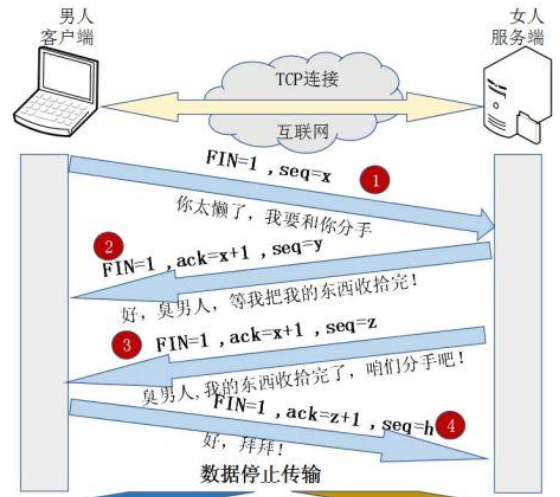 男人
客户端
女人
服务端
TCP连接
互联网
FIN=1 ,seq=x
1
你太懒了，我要和你分手
2
FIN=1 ,ack=x+1 ,seq=y
好，臭男人，等我把我的东西收拾完！
3
FIN=1 ,ack=x+1 ,seq=z
臭男人,我的东西收拾完了，咱们分手吧！
FIN=1 ,ack=z+1 ,seq=h
4
好，拜拜！
数据停止传输